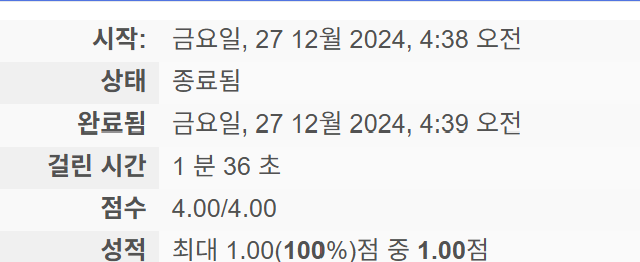 시작: 금요일, 27 12월 2024, 4:38 오전
상태 종료됨
완료됨 금요일, 27 12월 2024, 4:39 오전
걸린 시간 1 분 36 초
점수 4.00/4.00
성적 최대 1.00(100%)점 중 1.00점